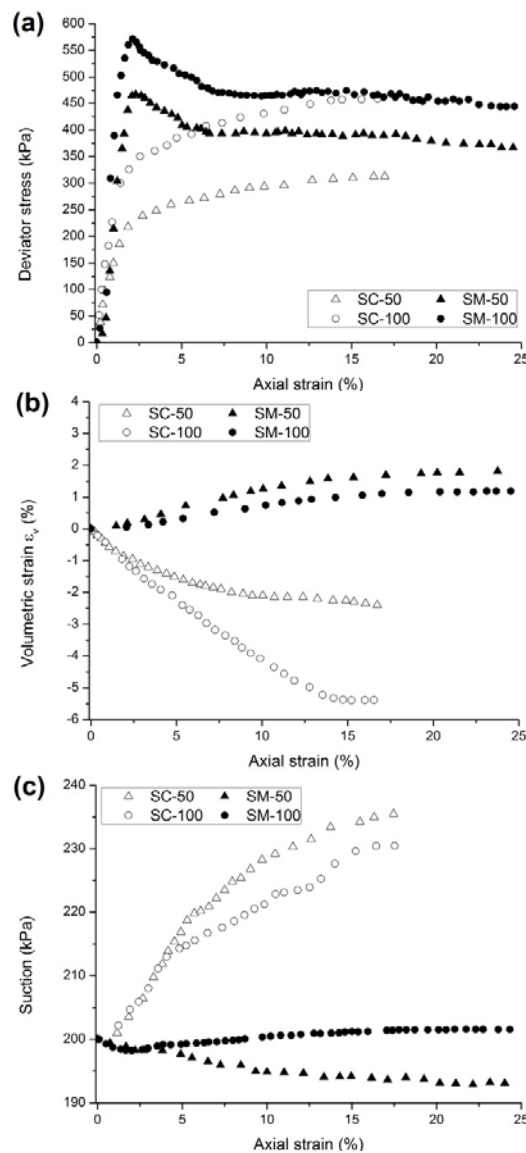 (a)
600
550
500
450
400
350
300
250
200
150
100
50
0
Deviator stress (kPa)
SC-50 SM-50
SC-100 SM-100
0 5 10 15 20 25
Axial strain (%)
(b)
SC-50 SM-50
SC-100 SM-100
4
3
2
1
0
-1
-2
-3
-4
-5
-6
Volumetric strain εv (%)
0 5 10 15 20 25
Axial strain (%)
(c)
240
230
220
210
200
190
Suction (kPa)
SC-50 SM-50
SC-100 SM-100
0 5 10 15 20 25
Axial strain (%)